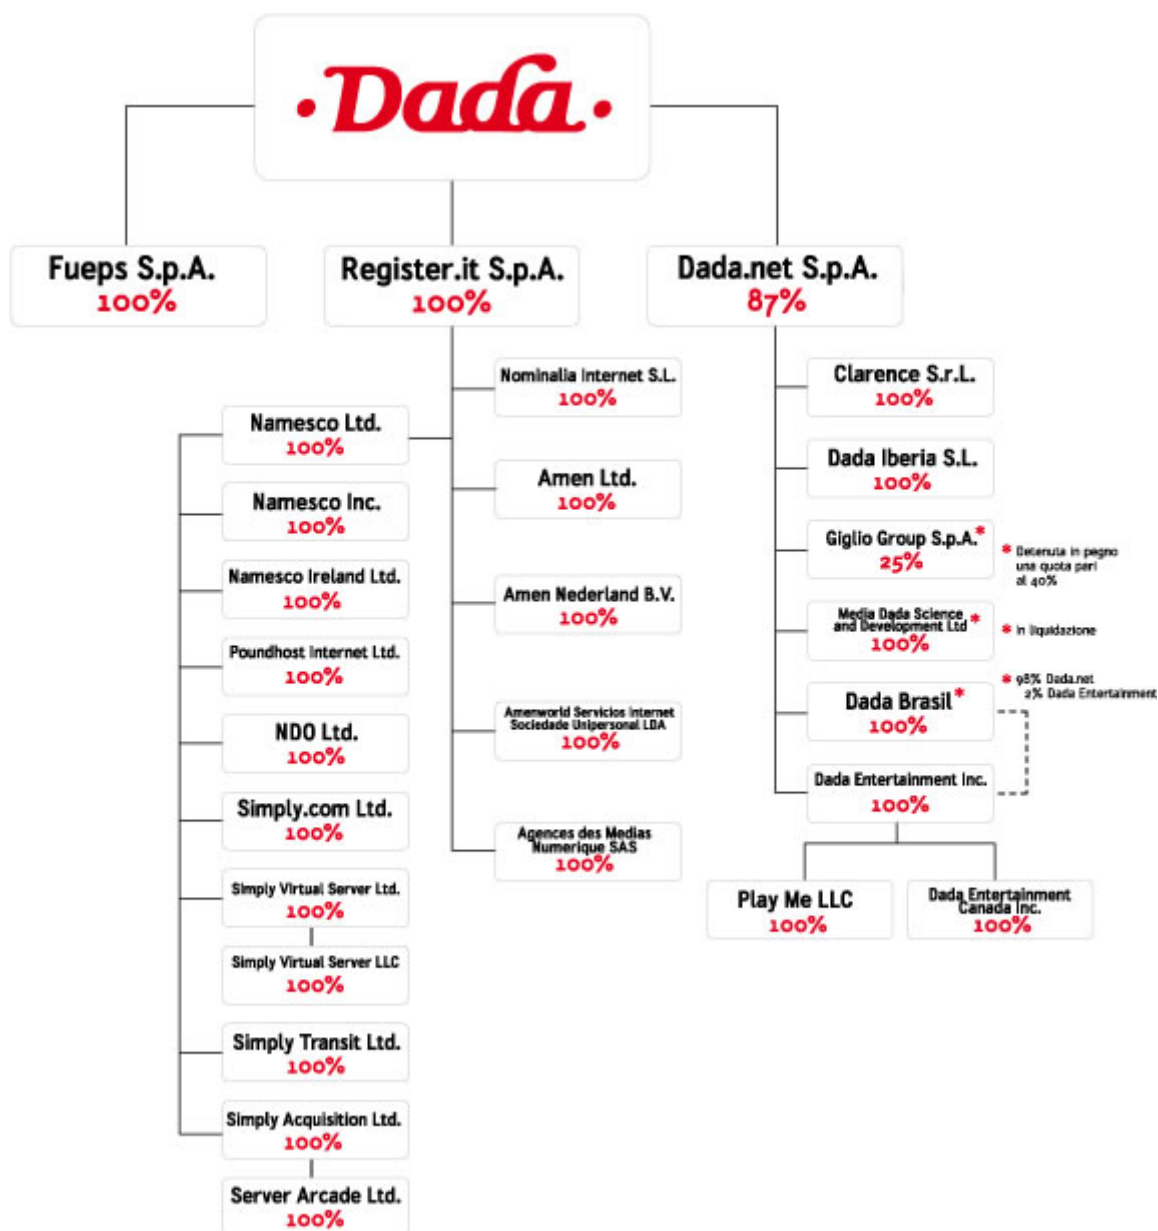 Dada
Fueps S.p.A.
100%
Register.it S.p.A.
100%
Dada.net S.p.A.
87%
Namesco Ltd.
100%
Namesco Inc.
100%
Namesco Ireland Ltd.
100%
Poundhost Internet Ltd.
100%
NDO Ltd.
100%
Simply.com Ltd.
100%
Simply Virtual Server Ltd.
100%
Simply Virtual Server LLC
100%
Simply Transit Ltd.
100%
Simply Acquisition Ltd.
100%
Server Arcade Ltd.
100%
Nominalia Internet S.L.
100%
Amen Ltd.
100%
Amen Nederland B.V.
100%
Amenworld Servicios Internet
Sociedade Unipersonal LDA
100%
Agences des Medias
Numerique SAS
100%
Clarence S.r.L.
100%
Dada Iberia S.L.
100%
Giglio Group S.p.A.*
25%
* Detenuta in pegno
una quota pari
al 40%
Media Dada Science
and Development Ltd*
100%
* In liquidazione
Dada Brasil*
100%
* 98% Dada.net
2% Dada Entertainment
Dada Entertainment Inc.
100%
Play Me LLC
100%
Dada Entertainment
Canada Inc.
100%